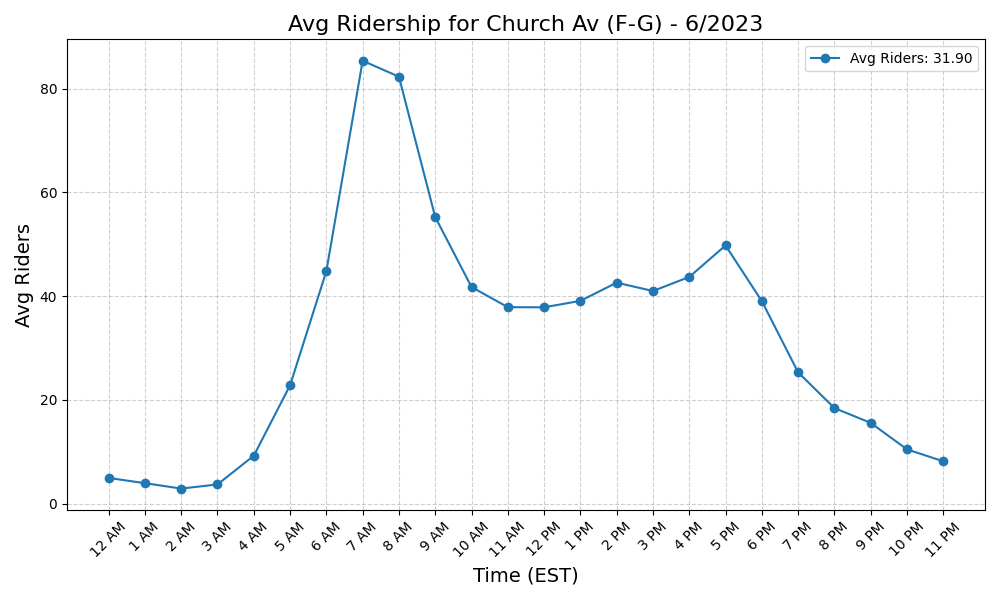 Avg Ridership for Church Av (F-G) - 6/2023
Avg Riders: 31.90
Avg Riders
80
60
40
20
0
12 AM
1 AM
2 AM
3 AM
4 AM
5 AM
6 AM
7 AM
8 AM
9 AM
10 AM
11 AM
12 PM
1 PM
2 PM
3 PM
4 PM
5 PM
6 PM
7 PM
8 PM
9 PM
10 PM
11 PM
Time (EST)